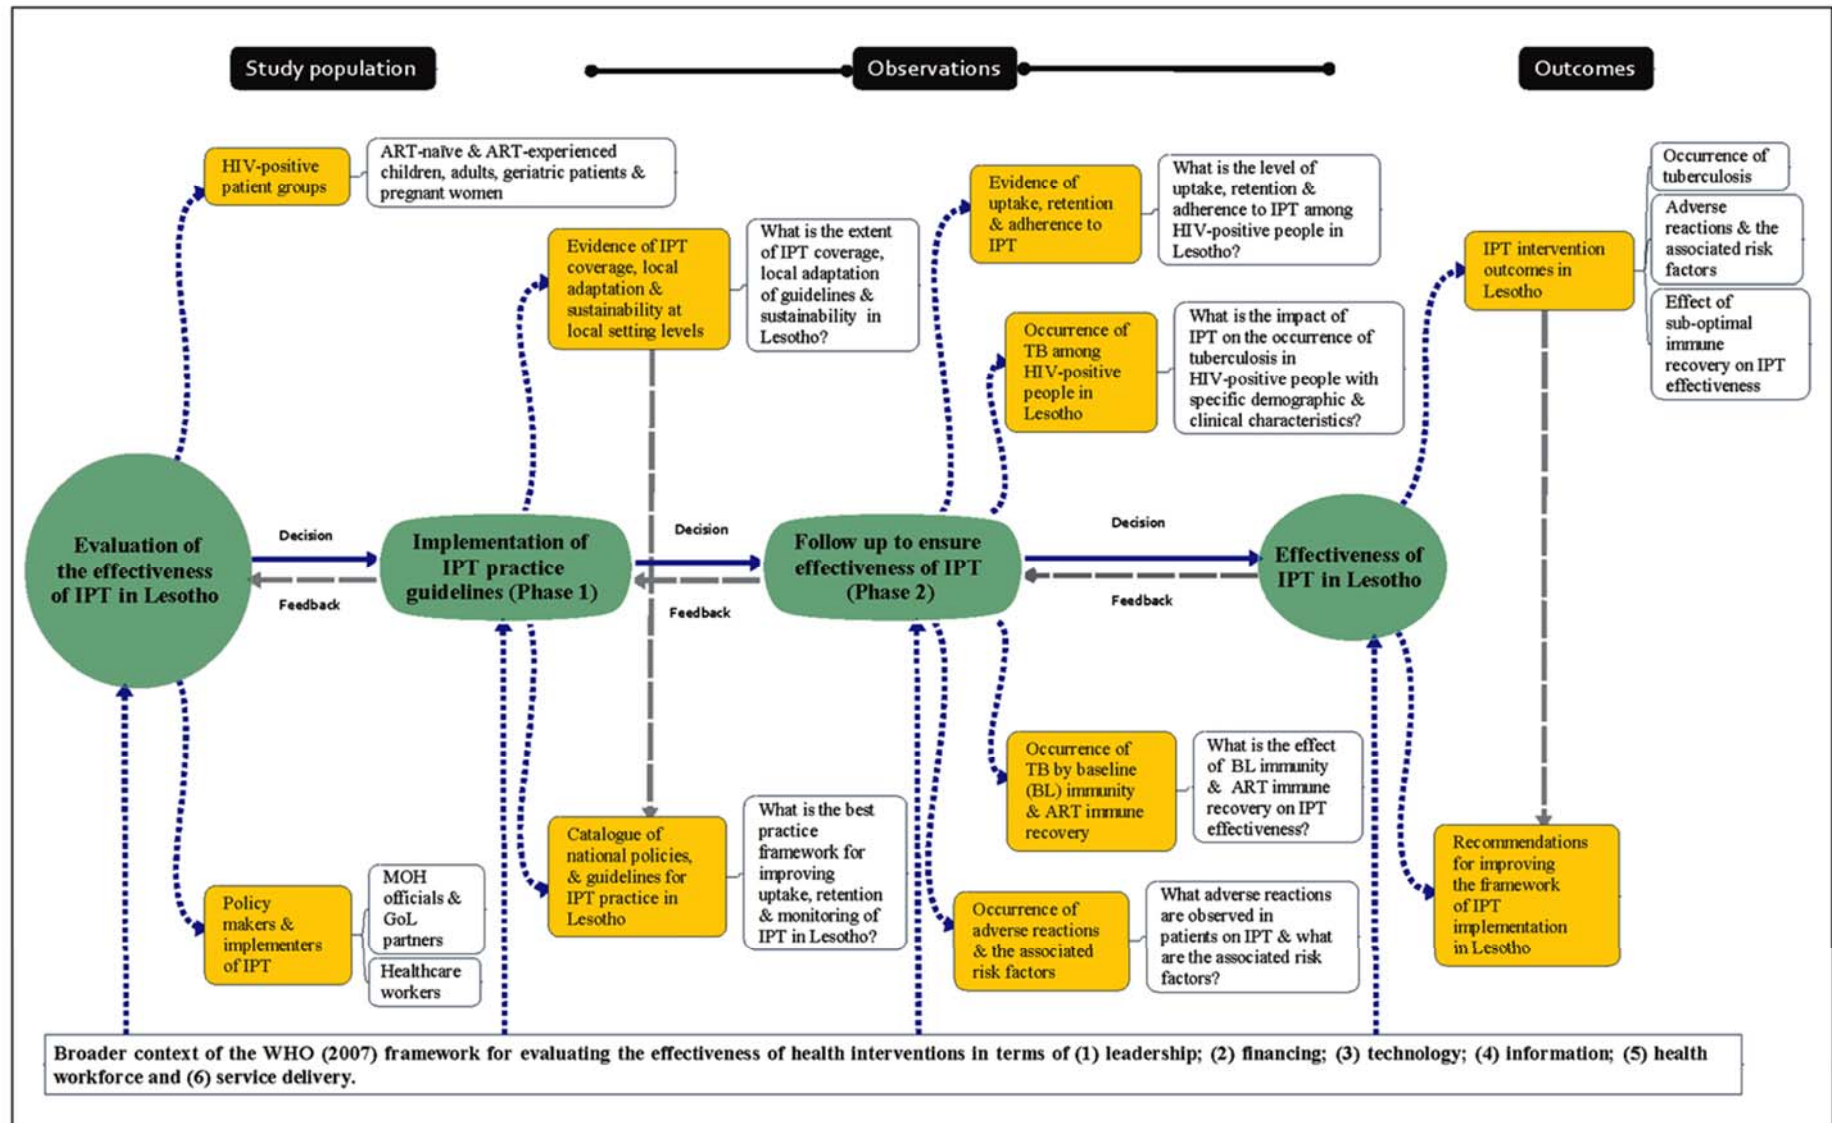 Study population
Observations
Outcomes
HIV-positive
patient groups
ART-naïve & ART-experienced
children, adults, geriatric patients &
pregnant women
Evidence of IPT
coverage, local
adaptation &
sustainability at
local setting levels
What is the extent
of IPT coverage,
local adaptation
of guidelines &
sustainability in
Lesotho?
Evidence of
uptake, retention
& adherence to
IPT
What is the level of
uptake, retention &
adherence to IPT among
HIV-positive people in
Lesotho?
Occurrence of
TB among
HIV-positive
people in
Lesotho
What is the impact of
IPT on the occurrence of
tuberculosis in
HIV-positive people with
specific demographic &
clinical characteristics?
IPT intervention
outcomes in
Lesotho
Occurrence of
tuberculosis
Adverse
reactions & the
associated risk
factors
Effect of
sub-optimal
immune
recovery on IPT
effectiveness
Evaluation of
the effectiveness
of IPT in Lesotho
Decision
Feedback
Implementation of
IPT practice
guidelines (Phase 1)
Decision
Feedback
Follow up to ensure
effectiveness of IPT
(Phase 2)
Decision
Feedback
Effectiveness of
IPT in Lesotho
Policy
makers &
implementers
of IPT
MOH
officials &
GoL
partners
Healthcare
workers
Catalogue of
national policies,
& guidelines for
IPT practice in
Lesotho
What is the best
practice
framework for
improving
uptake, retention
& monitoring of
IPT in Lesotho?
Occurrence of
TB by baseline
(BL) immunity
& ART immune
recovery
What is the effect
of BL immunity
& ART immune
recovery on IPT
effectiveness?
Occurrence of
adverse reactions
& the associated
risk factors
What adverse reactions
are observed in
patients on IPT & what
are the associated risk
factors?
Recommendations
for improving
the framework
of IPT
implementation
in Lesotho
Broader context of the WHO (2007) framework for evaluating the effectiveness of health interventions in terms of (1) leadership; (2) financing; (3) technology; (4) information; (5) health
workforce and (6) service delivery.